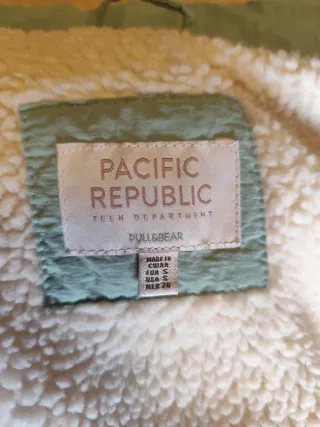 PACIFIC
REPUBLIC
TEEN DEPARTMENT
PULL&BEAR
MADE IN
CHINA
EUR S
USA S
MEX 26